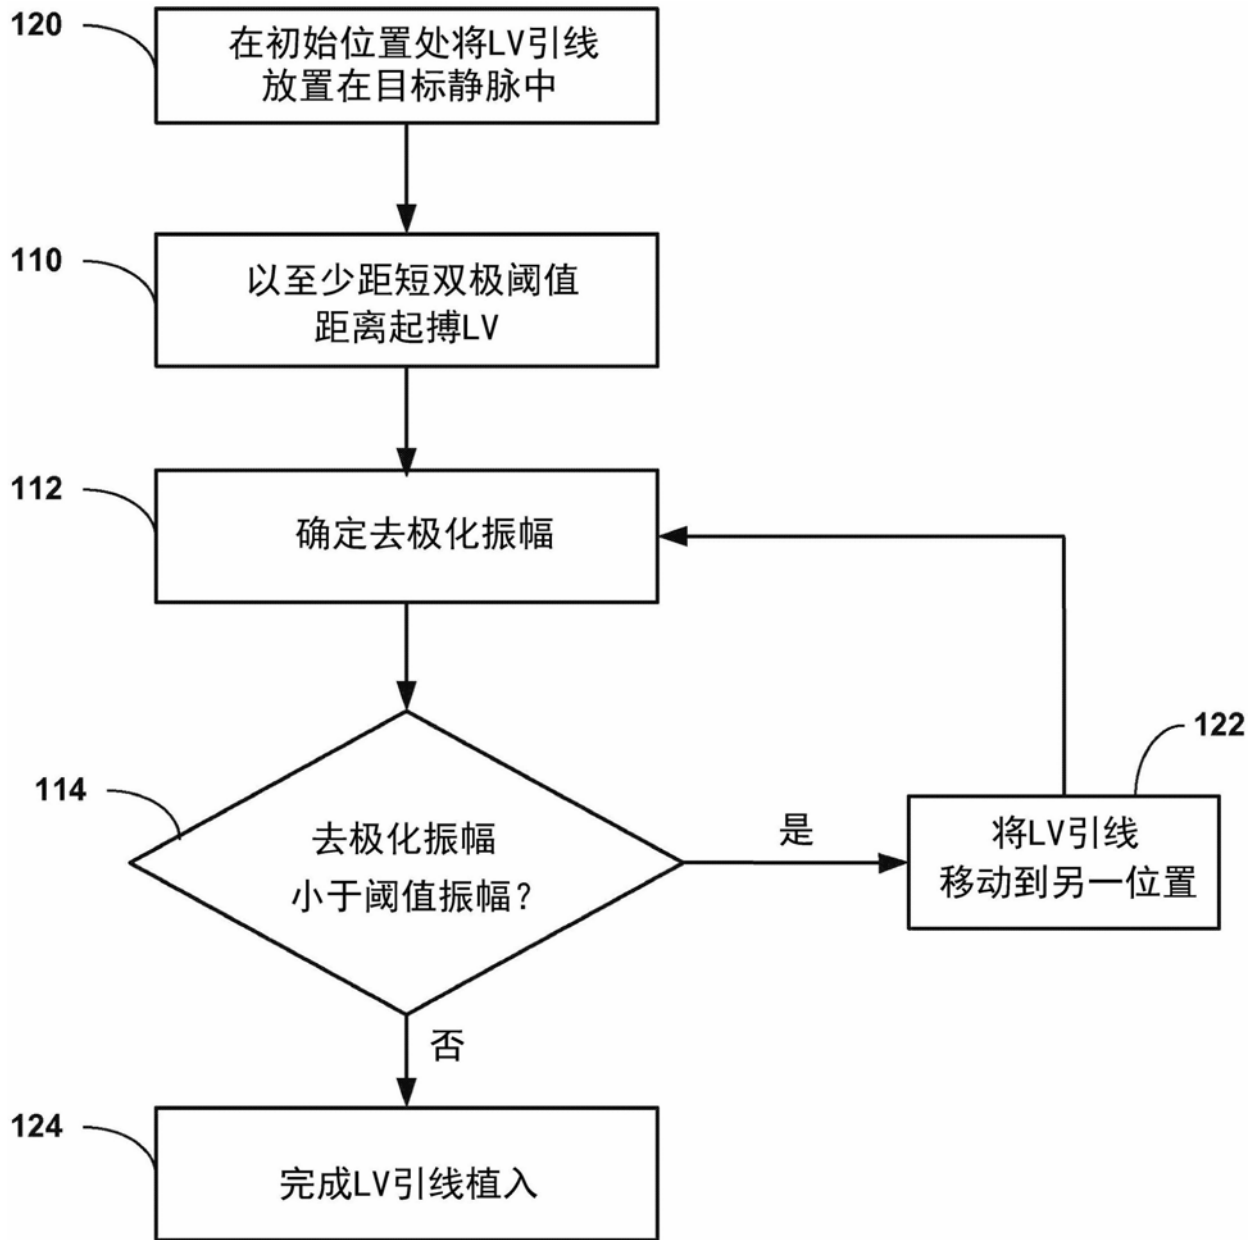 120
在初始位置处将LV引线
放置在目标静脉中
110
以至少距短双极阈值
距离起搏LV
112
确定去极化振幅
114
去极化振幅
小于阈值振幅?
是
122
将LV引线
移动到另一位置
否
124
完成LV引线植入